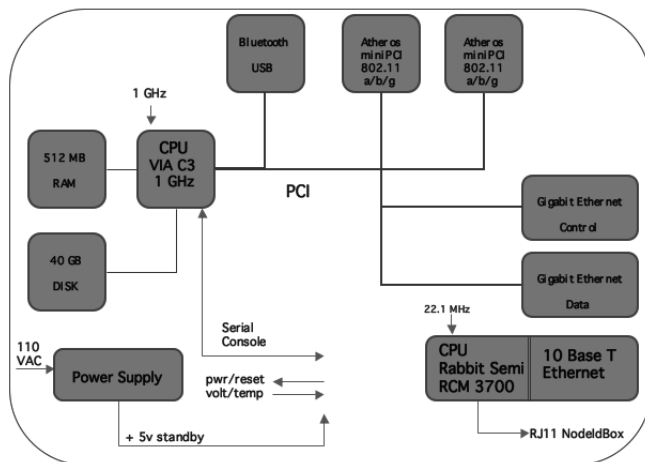 Bluetooth
USB
Atheros
miniPCI
802.11
a/b/g
Atheros
miniPCI
802.11
a/b/g
1 GHz
512 MB
RAM
CPU
VIA C3
1 GHz
PCI
Gigabit Ethernet
Control
40 GB
DISK
Gigabit Ethernet
Data
22.1 MHz
Serial
Console
110
VAC
Power Supply
pwr/reset
volt/temp
CPU
Rabbit Semi
RCM 3700
10 Base T
Ethernet
+ 5v standby
RJ11 NodeIdBox